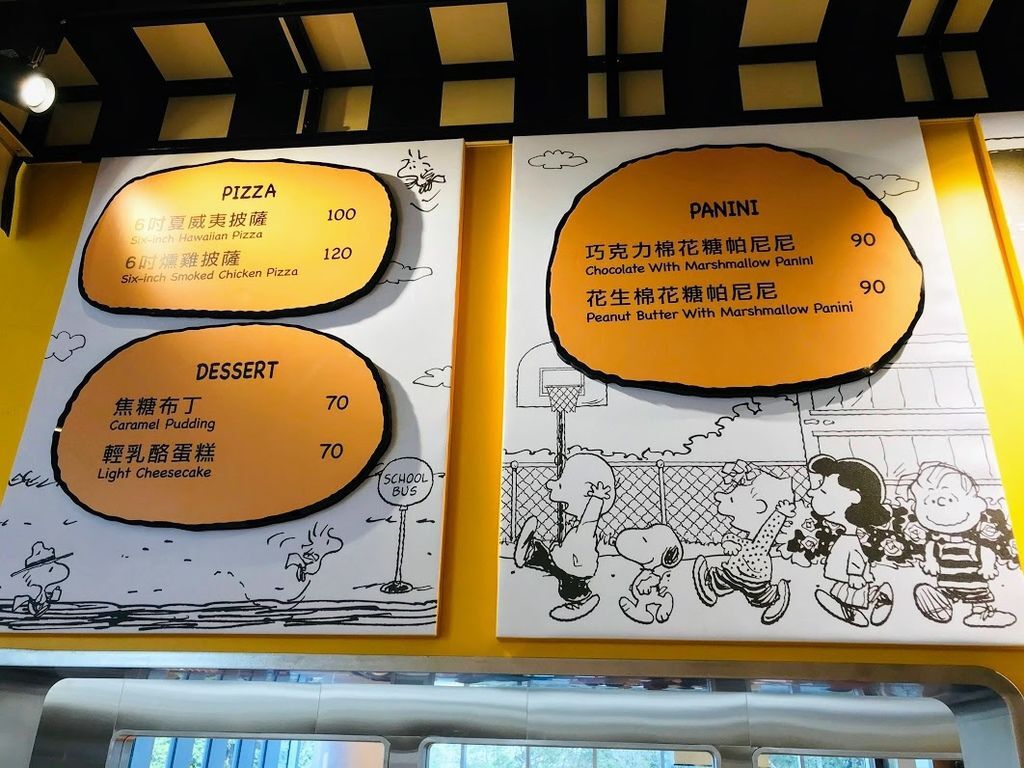 PIZZA
6吋夏威夷披薩 100
Six-inch Hawaiian Pizza
6吋燻雞披薩 120
Six-inch Smoked Chicken Pizza
DESSERT
焦糖布丁 70
Caramel Pudding
輕乳酪蛋糕 70
Light Cheesecake
SCHOOL
BUS
PANINI
巧克力棉花糖帕尼尼 90
Chocolate With Marshmallow Panini
花生棉花糖帕尼尼 90
Peanut Butter With Marshmallow Panini